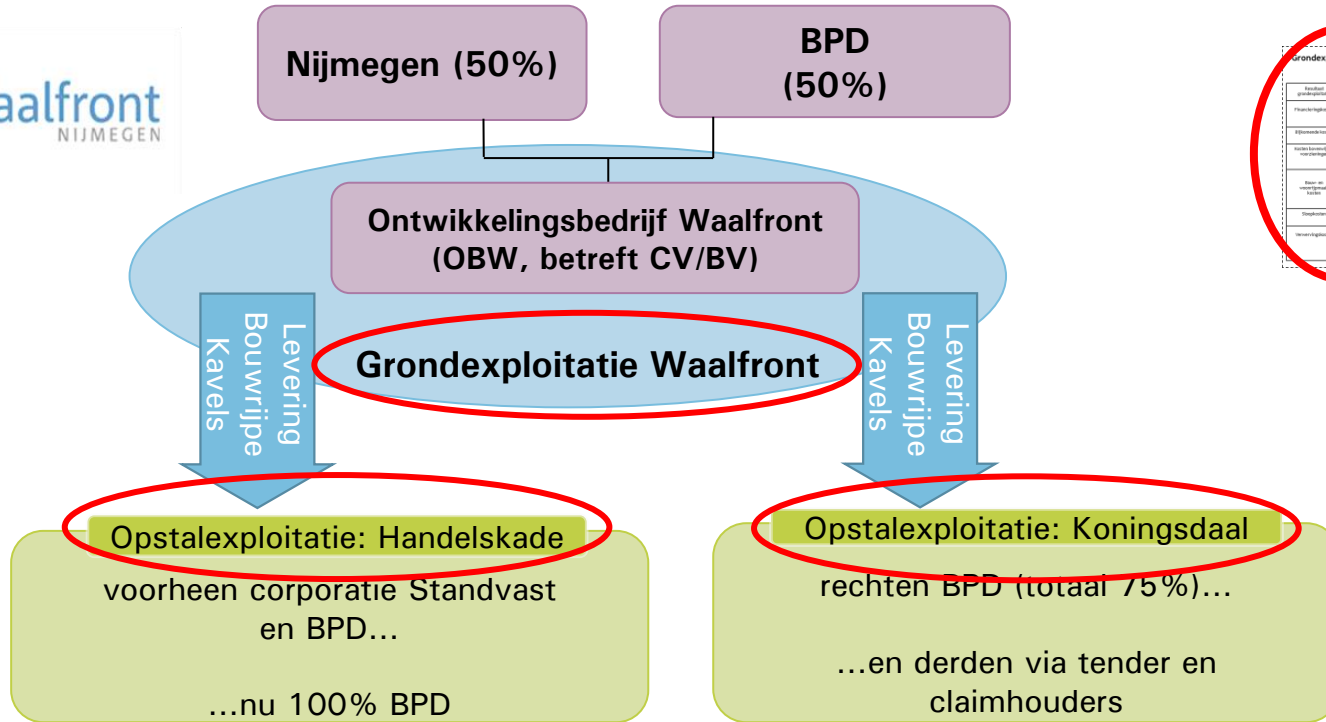 aalfront
NIJMEGEN
Nijmegen (50%)
BPD
(50%)
Grondex
Resultaat
Ontwikkelingsbedrijf Waalfront
(OBW, betreft CV/BV)
Levering
Bouwrijpe
Kavels
Grondexploitatie Waalfront
Levering
Bouwrijpe
Kavels
Opstalexploitatie: Handelskade
voorheen corporatie Standvast
en BPD...
...nu 100% BPD
Opstalexploitatie: Koningsdaal
rechten BPD (totaal 75%)...
...en derden via tender en
claimhouders